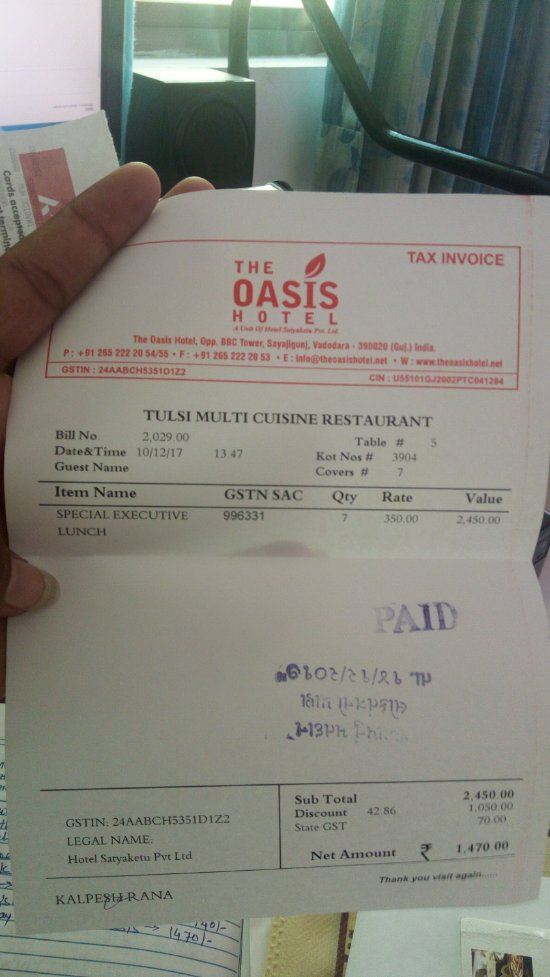 Cards accepted
TAX INVOICE
THE
OASIS
HOTEL
A Unit Of Hotel Satyaketu Pvt. Ltd.
The Oasis Hotel, Opp. BBC Tower, Sayajigunj, Vadodara - 390020 (Guj.) India.
P : +91 265 222 20 54/55 • F : +91 265 222 20 53 • E : info@theoasishotel.net • W : www.theoasishotel.net
GSTIN : 24AABCH5351D1Z2 CIN : U55101GJ2002PTC041284
TULSI MULTI CUISINE RESTAURANT
Bill No. 2,029.00 Table # 5
Date&Time 10/12/17 13.47 Kot Nos # 3904
Guest Name Covers # 7
Item Name GSTN SAC Qty Rate Value
SPECIAL EXECUTIVE 996331 7 350.00 2,450.00
LUNCH
PAID
Sub Total 2,450.00
Discount 42.86 1,050.00
State GST 70.00
Net Amount ₹ 1,470.00
GSTIN: 24AABCH5351D1Z2
LEGAL NAME:
Hotel Satyaketu Pvt Ltd
Thank you visit again.....
KALPESH RANA
1470/-